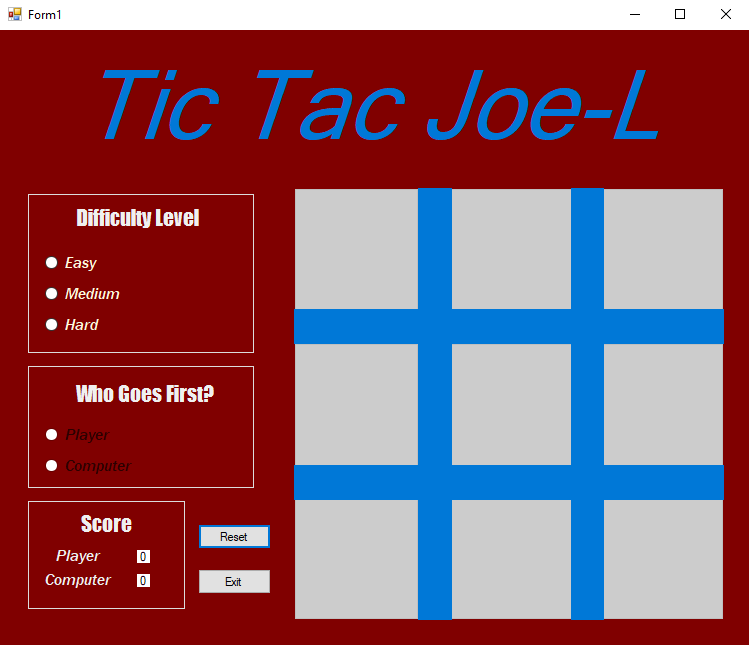 Form1
Tic Tac Joe-L
Difficulty Level
Easy
Medium
Hard
Who Goes First?
Player
Computer
Score
Player 0
Computer 0
Reset
Exit